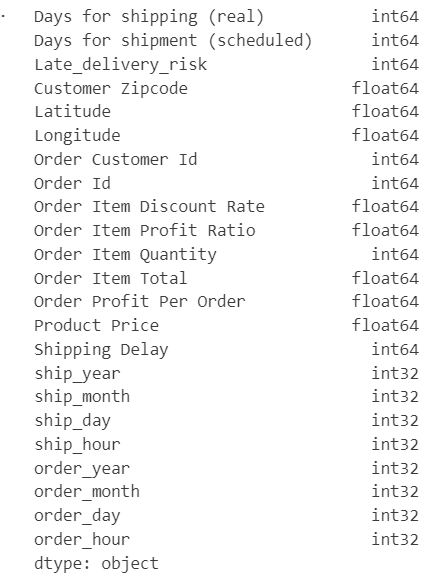 Days for shipping (real) int64
Days for shipment (scheduled) int64
Late_delivery_risk int64
Customer Zipcode float64
Latitude float64
Longitude float64
Order Customer Id int64
Order Id int64
Order Item Discount Rate float64
Order Item Profit Ratio float64
Order Item Quantity int64
Order Item Total float64
Order Profit Per Order float64
Product Price float64
Shipping Delay int64
ship_year int32
ship_month int32
ship_day int32
ship_hour int32
order_year int32
order_month int32
order_day int32
order_hour int32
dtype: object